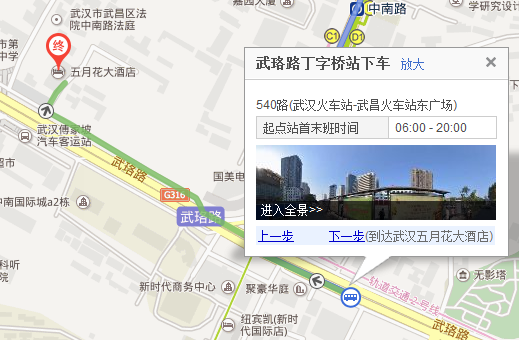 武汉市武昌区法
院中南路法庭
嘉园大厦
中南路
学研究设计
C1
D1
第
中学
终
五月花大酒店
武汉傅家坡
汽车客运站
超市
武珞路
G316
国美电
中南国际城a2栋
武珞路
武珞路丁字桥站下车 放大
540路(武汉火车站-武昌火车站东广场)
起点站首末班时间 06:00 - 20:00
进入全景>>
上一步 下一步(到达武汉五月花大酒店)
科听
院
新时代商务中心
聚豪华庭
轨道交通2号线
无影塔
纽宾凯(新时
代国际店)
武珞路